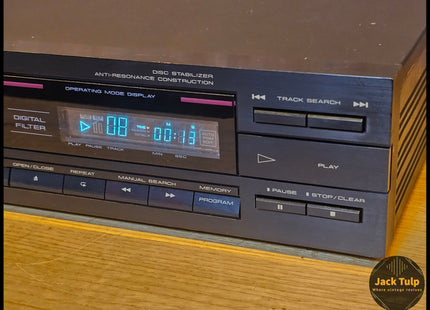 DISC STABILIZER
ANTI-RESONANCE CONSTRUCTION
OPERATING MODE DISPLAY
TRACK SEARCH
DIGITAL
FILTER
08 00:13
PLAY PAUSE TRACK MIN SEC
PLAY
OPEN/CLOSE REPEAT MANUAL SEARCH MEMORY
PROGRAM
PAUSE STOP/CLEAR
Jack Tulp
Where vintage revives